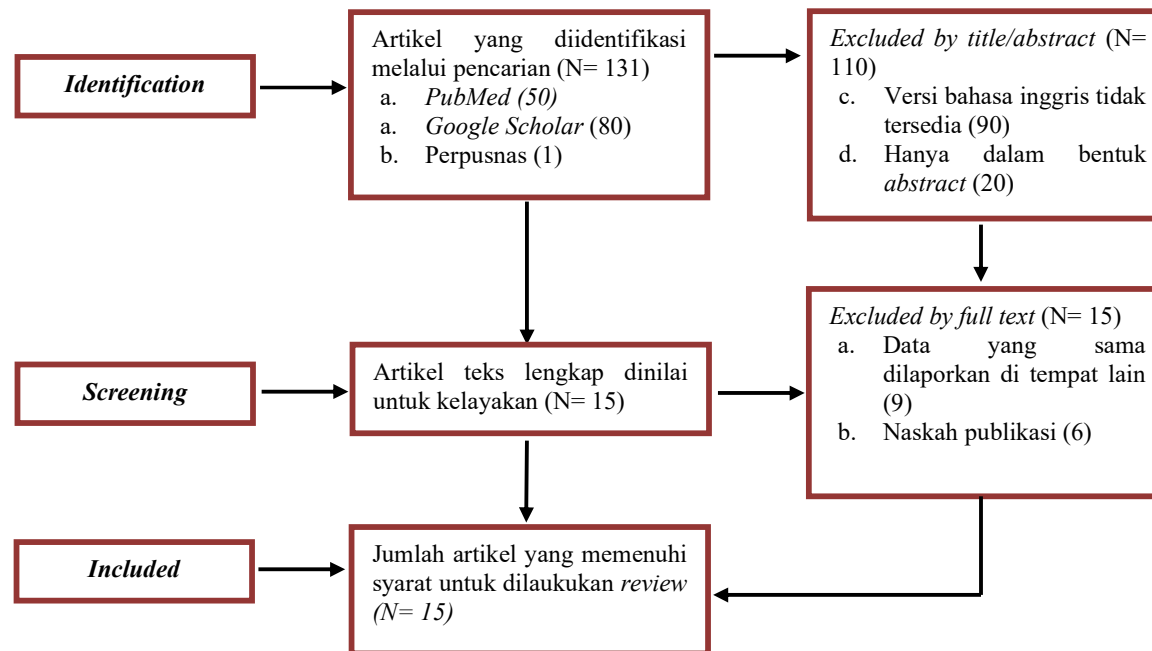 Identification
Artikel yang diidentifikasi
melalui pencarian (N= 131)
a. PubMed (50)
a. Google Scholar (80)
b. Perpusnas (1)
Excluded by title/abstract (N=
110)
c. Versi bahasa inggris tidak
tersedia (90)
d. Hanya dalam bentuk
abstract (20)
Screening
Artikel teks lengkap dinilai
untuk kelayakan (N= 15)
Excluded by full text (N= 15)
a. Data yang sama
dilaporkan di tempat lain
(9)
b. Naskah publikasi (6)
Included
Jumlah artikel yang memenuhi
syarat untuk dilaukukan review
(N= 15)